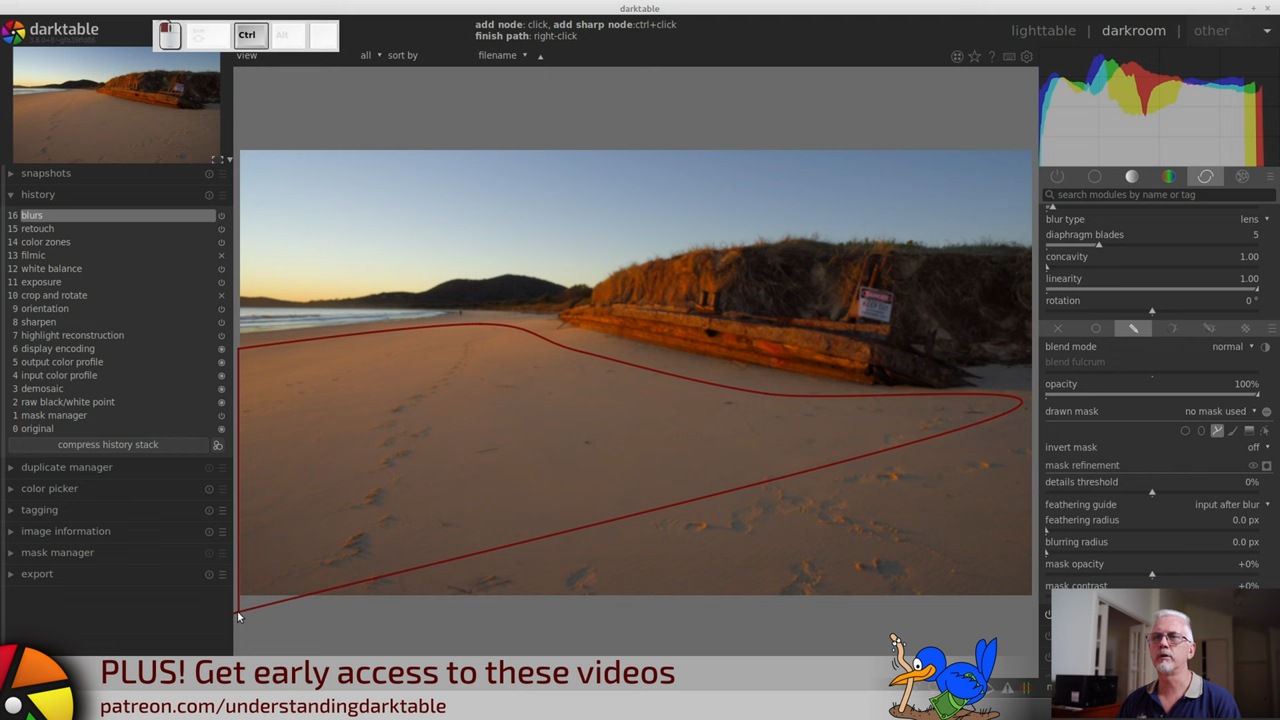 darktable
darktable
Ctrl
Alt
add node: click, add sharp node:ctrl+click
finish path: right-click
lighttable | darkroom | other
view
all
sort by
filename
snapshots
history
16 blurs
15 retouch
14 color zones
13 filmic
12 white balance
11 exposure
10 crop and rotate
9 orientation
8 sharpen
7 highlight reconstruction
6 display encoding
5 output color profile
4 input color profile
3 demosaic
2 raw black/white point
1 mask manager
0 original
compress history stack
duplicate manager
color picker
tagging
image information
mask manager
export
search modules by name or tag
blur type lens
diaphragm blades 5
concavity 1.00
linearity 1.00
rotation 0 °
blend mode normal
blend fulcrum
opacity 100%
drawn mask no mask used
invert mask off
mask refinement
details threshold 0%
feathering guide input after blur
feathering radius 0.0 px
blurring radius 0.0 px
mask opacity +0%
mask contrast +0%
PLUS! Get early access to these videos
patreon.com/understandingdarktable